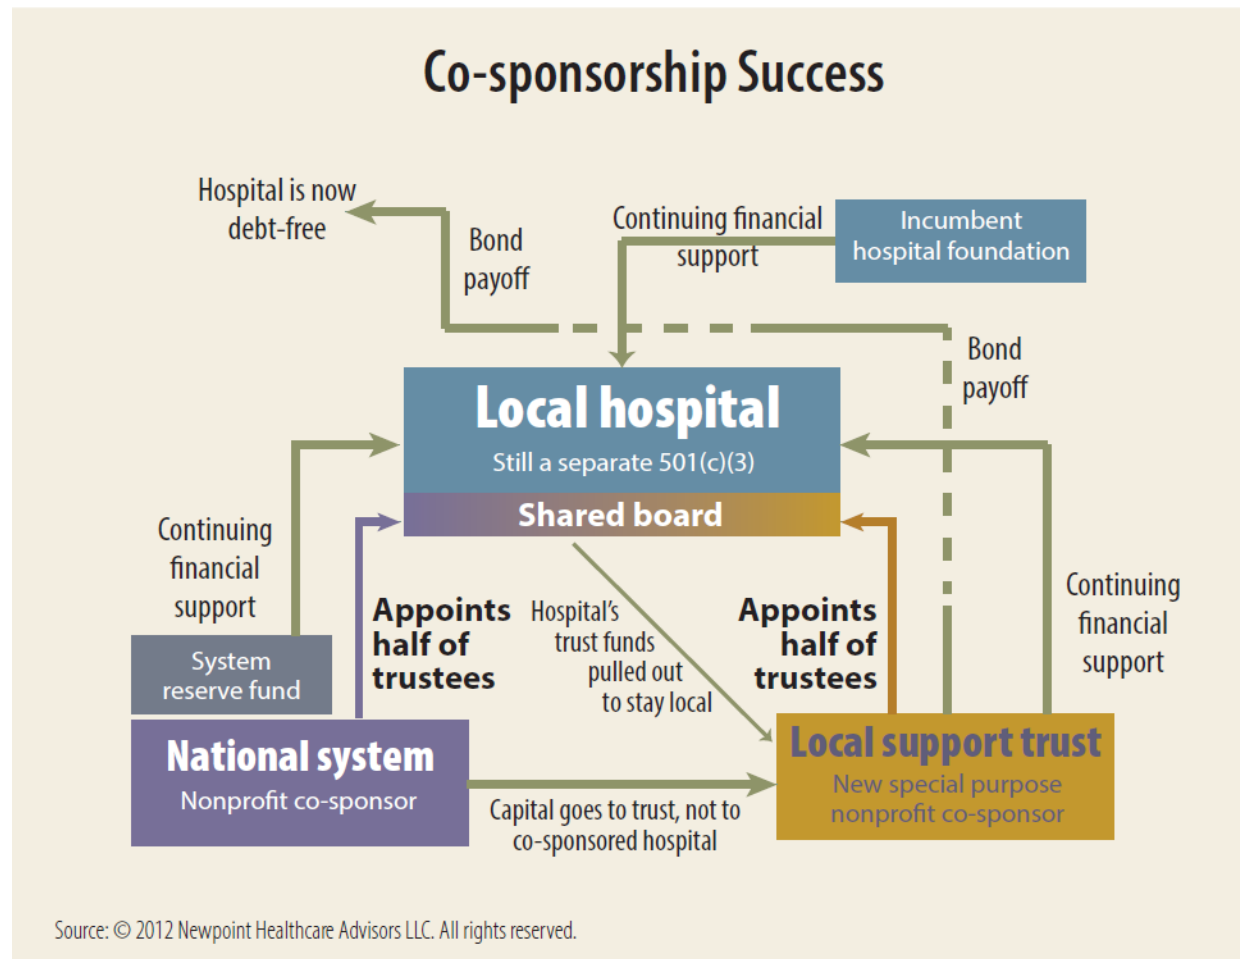 Co-sponsorship Success
Hospital is now
debt-free
Bond
payoff
Continuing financial
support
Incumbent
hospital foundation
Bond
payoff
Local hospital
Still a separate 501(c)(3)
Shared board
Continuing
financial
support
System
reserve fund
Appoints
half of
trustees
Hospital’s
trust funds
pulled out
to stay local
Appoints
half of
trustees
Continuing
financial
support
National system
Nonprofit co-sponsor
Capital goes to trust, not to
co-sponsored hospital
Local support trust
New special purpose
nonprofit co-sponsor
Source: © 2012 Newpoint Healthcare Advisors LLC. All rights reserved.